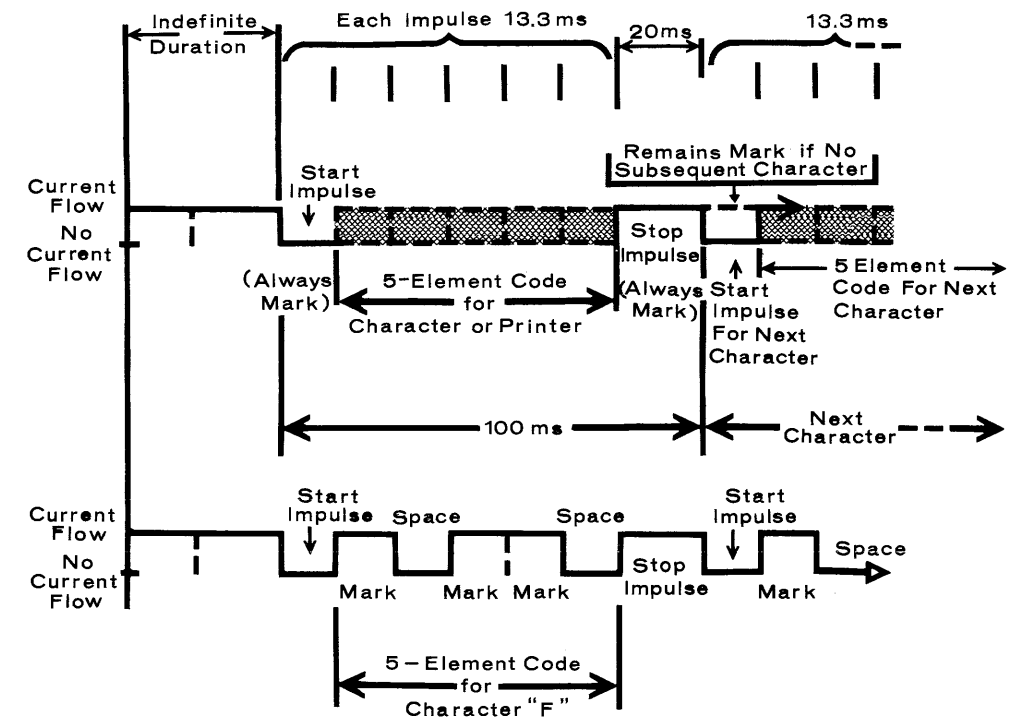 Indefinite
Duration
Each impulse 13.3 ms
20ms
13.3 ms
Remains Mark if No
Subsequent Character
Start
Impulse
Current
Flow
No
Current
Flow
Stop
Impulse
(Always
Mark)
5-Element Code
for
Character or Printer
(Always
Mark)
Start
Impulse
For Next
Character
5 Element
Code For Next
Character
100 ms
Next
Character
Start
Impulse
Space
Space
Start
Impulse
Current
Flow
No
Current
Flow
Mark
Mark
Mark
Stop
Impulse
Mark
Space
5-Element Code
for
Character "F"